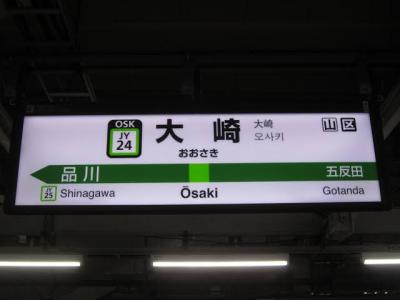 OSK
JY
24
大崎
おおさき
大崎
오사키
山区
品川
五反田
JY
25
Shinagawa
Ōsaki
Gotanda